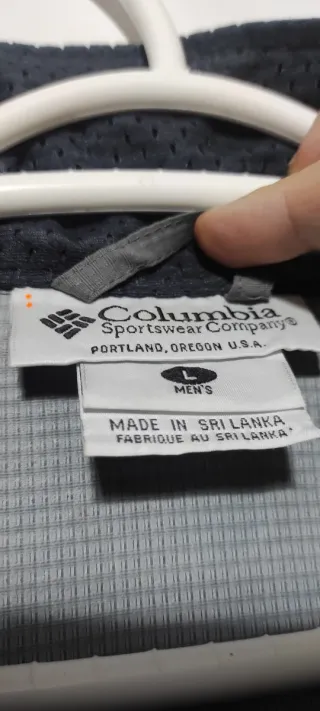 Columbia
Sportswear Company®
PORTLAND, OREGON U.S.A.
L
MEN'S
MADE IN SRI LANKA
FABRIQUE AU SRI LANKA